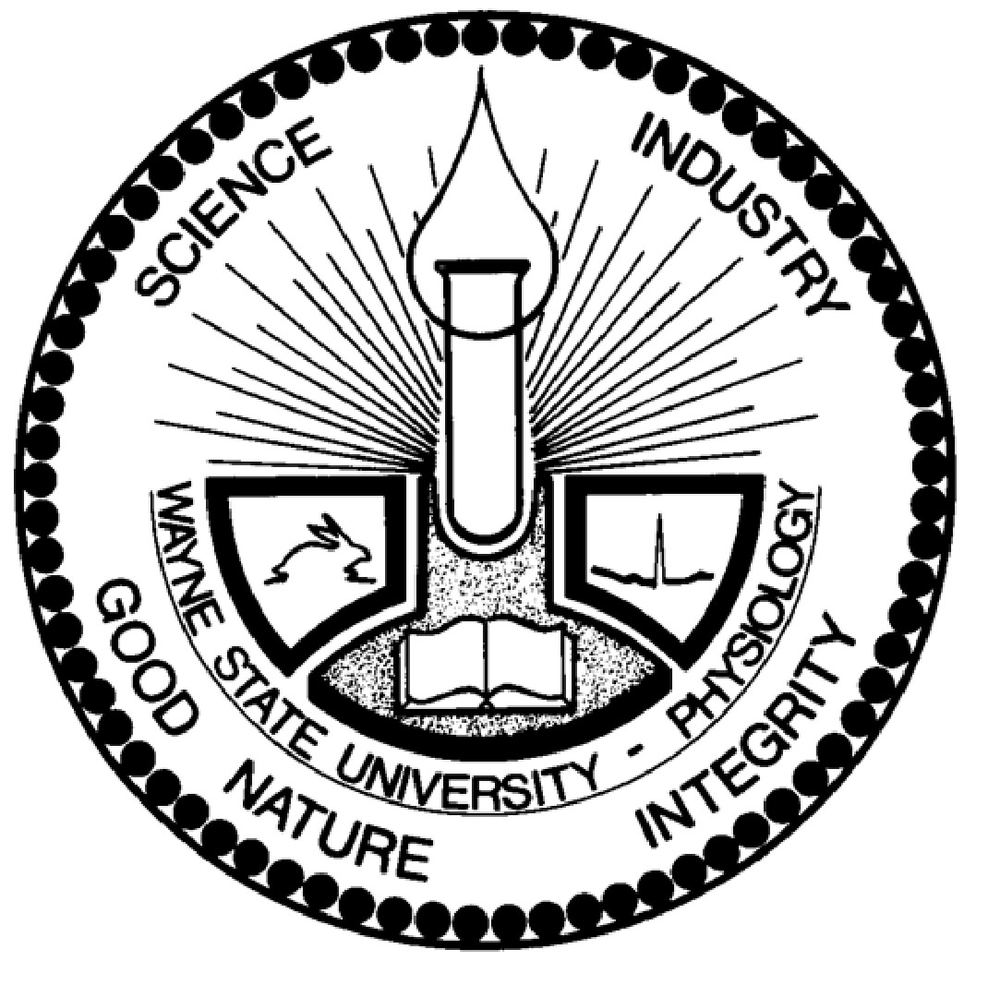 SCIENCE
INDUSTRY
WAYNE STATE UNIVERSITY - PHYSIOLOGY
GOOD NATURE
INTEGRITY